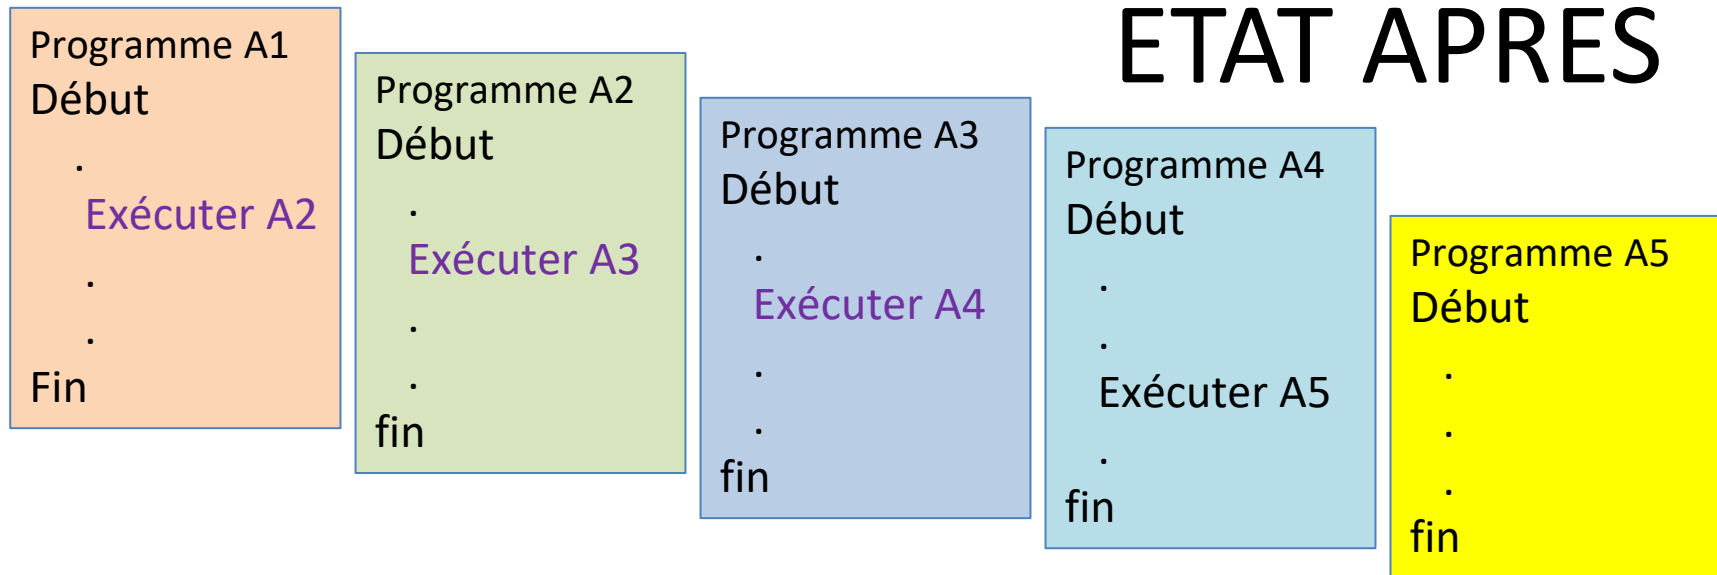 ETAT APRES
Programme A1
Début
.
Exécuter A2
.
.
Fin
Programme A2
Début
.
Exécuter A3
.
.
fin
Programme A3
Début
.
Exécuter A4
.
.
fin
Programme A4
Début
.
.
Exécuter A5
.
fin
Programme A5
Début
.
.
.
fin